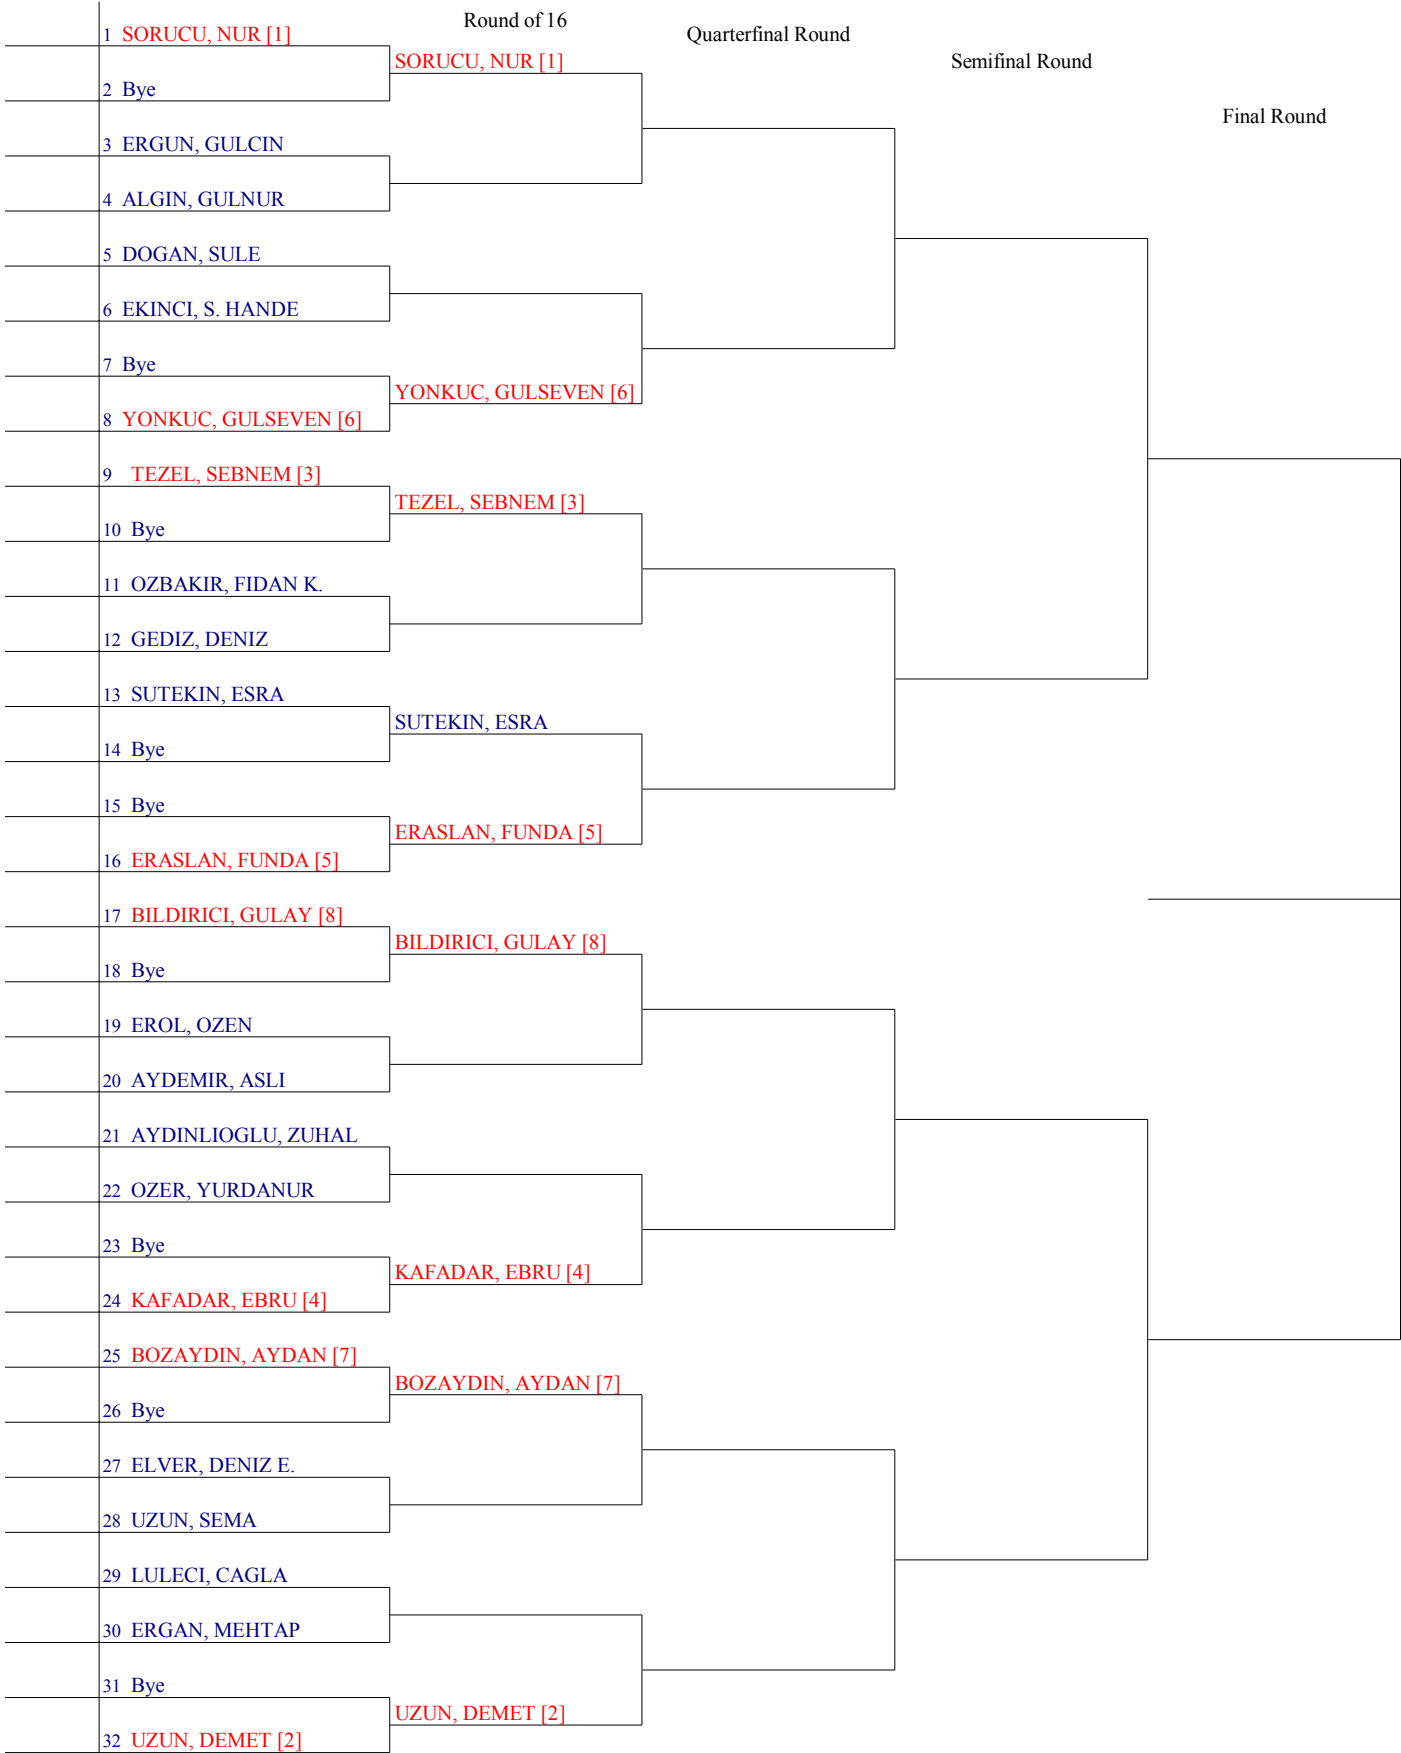 Round of 16
Quarterfinal Round
Semifinal Round
Final Round
1 SORUCU, NUR [1]
SORUCU, NUR [1]
2 Bye
3 ERGUN, GULCIN
4 ALGIN, GULNUR
5 DOGAN, SULE
6 EKINCI, S. HANDE
7 Bye
YONKUC, GULSEVEN [6]
8 YONKUC, GULSEVEN [6]
9 TEZEL, SEBNEM [3]
TEZEL, SEBNEM [3]
10 Bye
11 OZBAKIR, FIDAN K.
12 GEDIZ, DENIZ
13 SUTEKIN, ESRA
SUTEKIN, ESRA
14 Bye
15 Bye
ERASLAN, FUNDA [5]
16 ERASLAN, FUNDA [5]
17 BILDIRICI, GULAY [8]
BILDIRICI, GULAY [8]
18 Bye
19 EROL, OZEN
20 AYDEMIR, ASLI
21 AYDINLIOGLU, ZUHAL
22 OZER, YURDANUR
23 Bye
KAFADAR, EBRU [4]
24 KAFADAR, EBRU [4]
25 BOZAYDIN, AYDAN [7]
BOZAYDIN, AYDAN [7]
26 Bye
27 ELVER, DENIZ E.
28 UZUN, SEMA
29 LULECI, CAGLA
30 ERGAN, MEHTAP
31 Bye
UZUN, DEMET [2]
32 UZUN, DEMET [2]